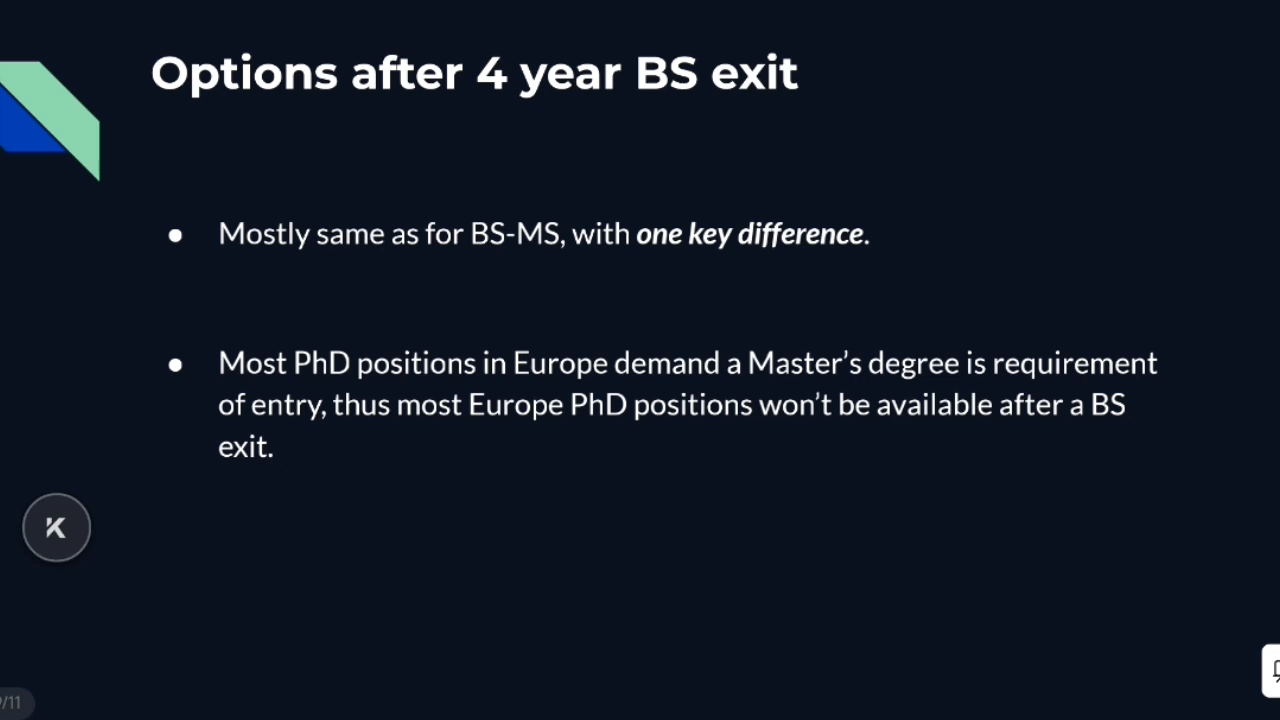 Options after 4 year BS exit
● Mostly same as for BS-MS, with one key difference.
● Most PhD positions in Europe demand a Master’s degree is requirement
of entry, thus most Europe PhD positions won’t be available after a BS
exit.
K
/11